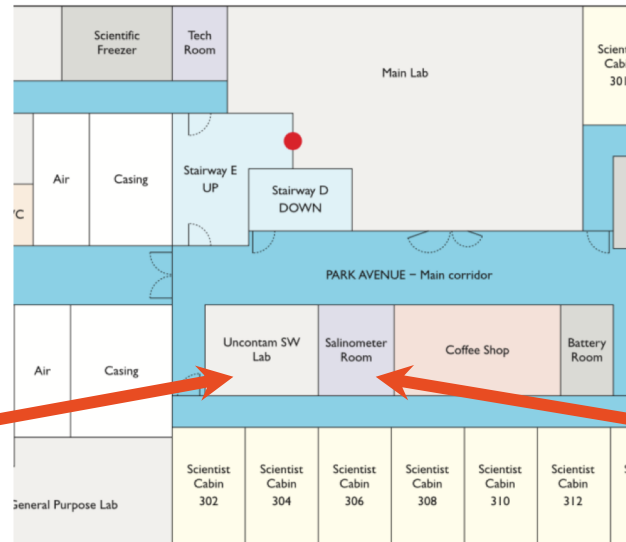 Scientific
Freezer
Tech
Room
Main Lab
301
Air
Casing
Stairway E
UP
Stairway D
DOWN
PARK AVENUE – Main corridor
Air
Casing
Uncontam SW
Lab
Salinometer
Room
Coffee Shop
Battery
Room
General Purpose Lab
Scientist
Cabin
302
Scientist
Cabin
304
Scientist
Cabin
306
Scientist
Cabin
308
Scientist
Cabin
310
Scientist
Cabin
312